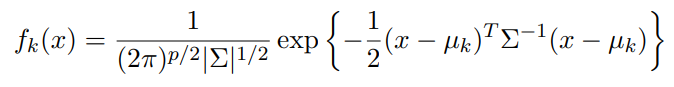 f_k(x) = \frac{1}{(2\pi)^{p/2}|\Sigma|^{1/2}} \exp\left\{-\frac{1}{2}(x - \mu_k)^T \Sigma^{-1}(x - \mu_k)\right\}